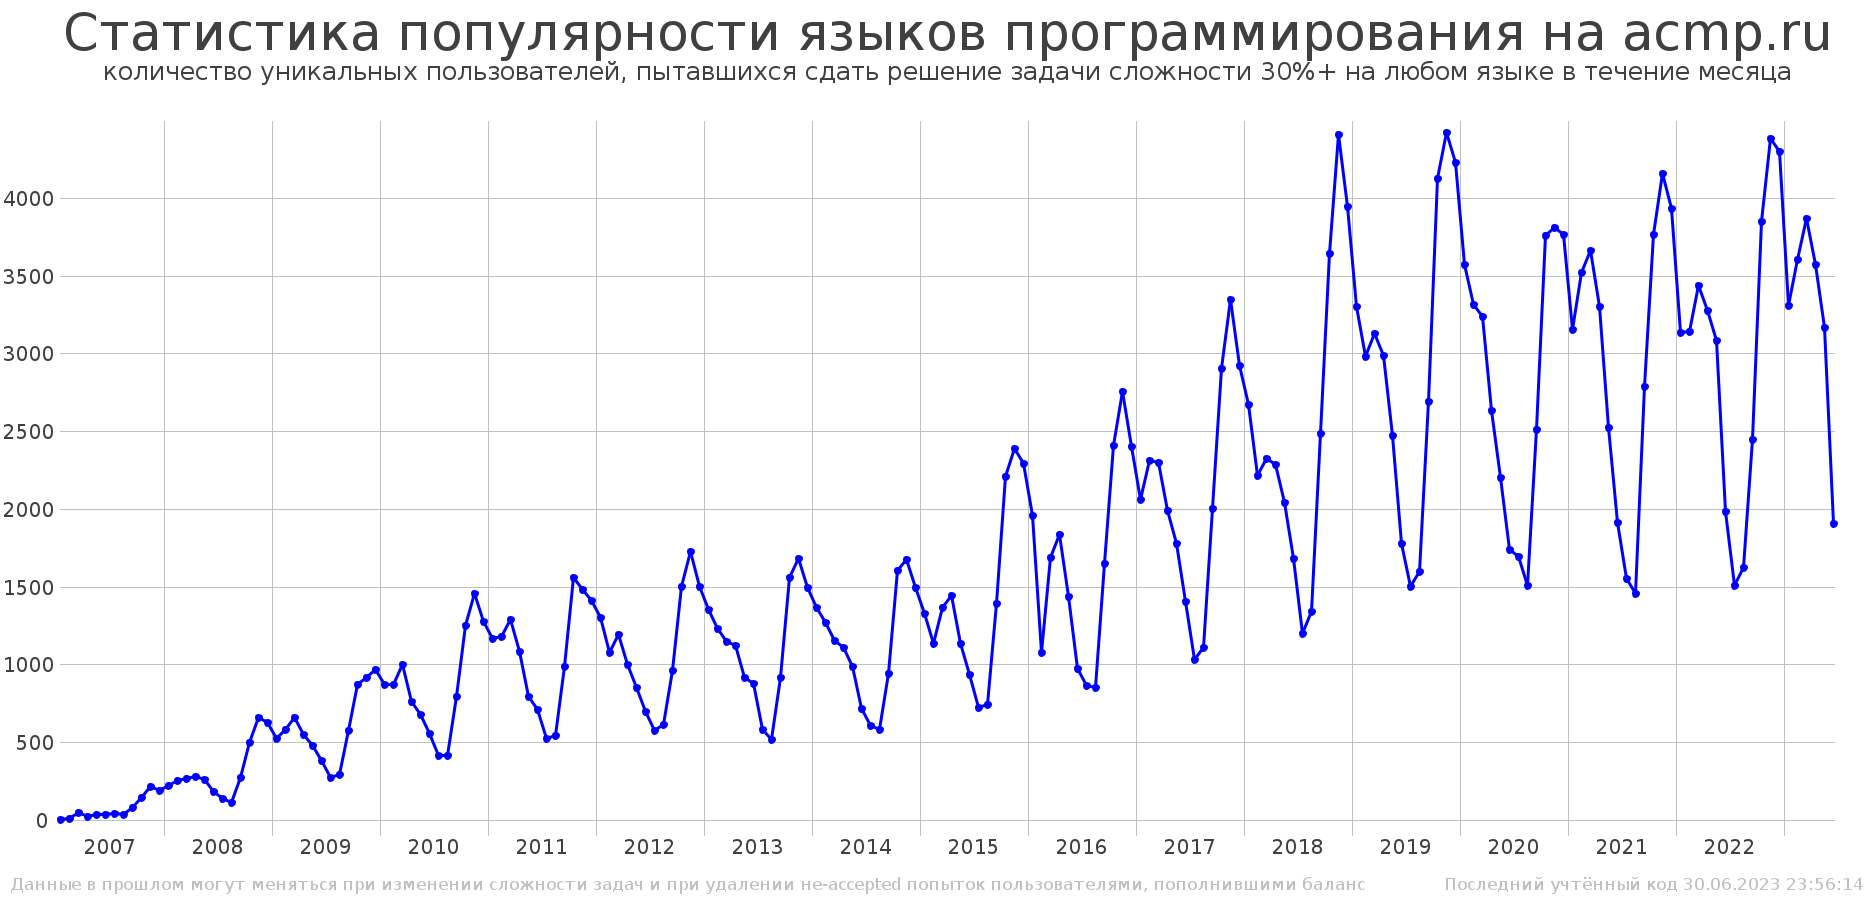 Статистика популярности языков программирования на acmp.ru
количество уникальных пользователей, пытавшихся сдать решение задачи сложности 30%+ на любом языке в течение месяца
4000
3500
3000
2500
2000
1500
1000
500
0
2007 2008 2009 2010 2011 2012 2013 2014 2015 2016 2017 2018 2019 2020 2021 2022
Данные в прошлом могут меняться при изменении сложности задач и при удалении не-accepted попыток пользователями, пополнившими баланс
Последний учтённый код 30.06.2023 23:56:14